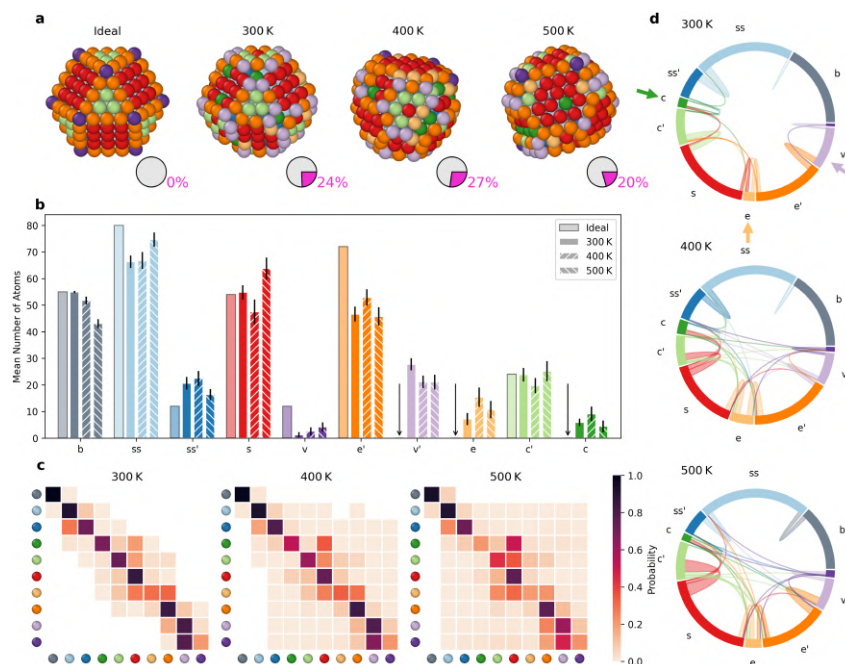 a
Ideal
300 K
400 K
500 K
0%
24%
27%
20%
b
Mean Number of Atoms
80
70
60
50
40
30
20
10
0
Ideal
300 K
400 K
500 K
b
ss
ss'
s
v
e'
v'
e
c'
c
c
300 K
400 K
500 K
1.0
0.8
0.6
0.4
0.2
0.0
Probability
d
300 K
ss
ss'
b
c
c'
v
s
e
e'
400 K
ss
ss'
b
c
c'
v
s
e
e'
500 K
ss
ss'
b
c
c'
v
s
e
e'